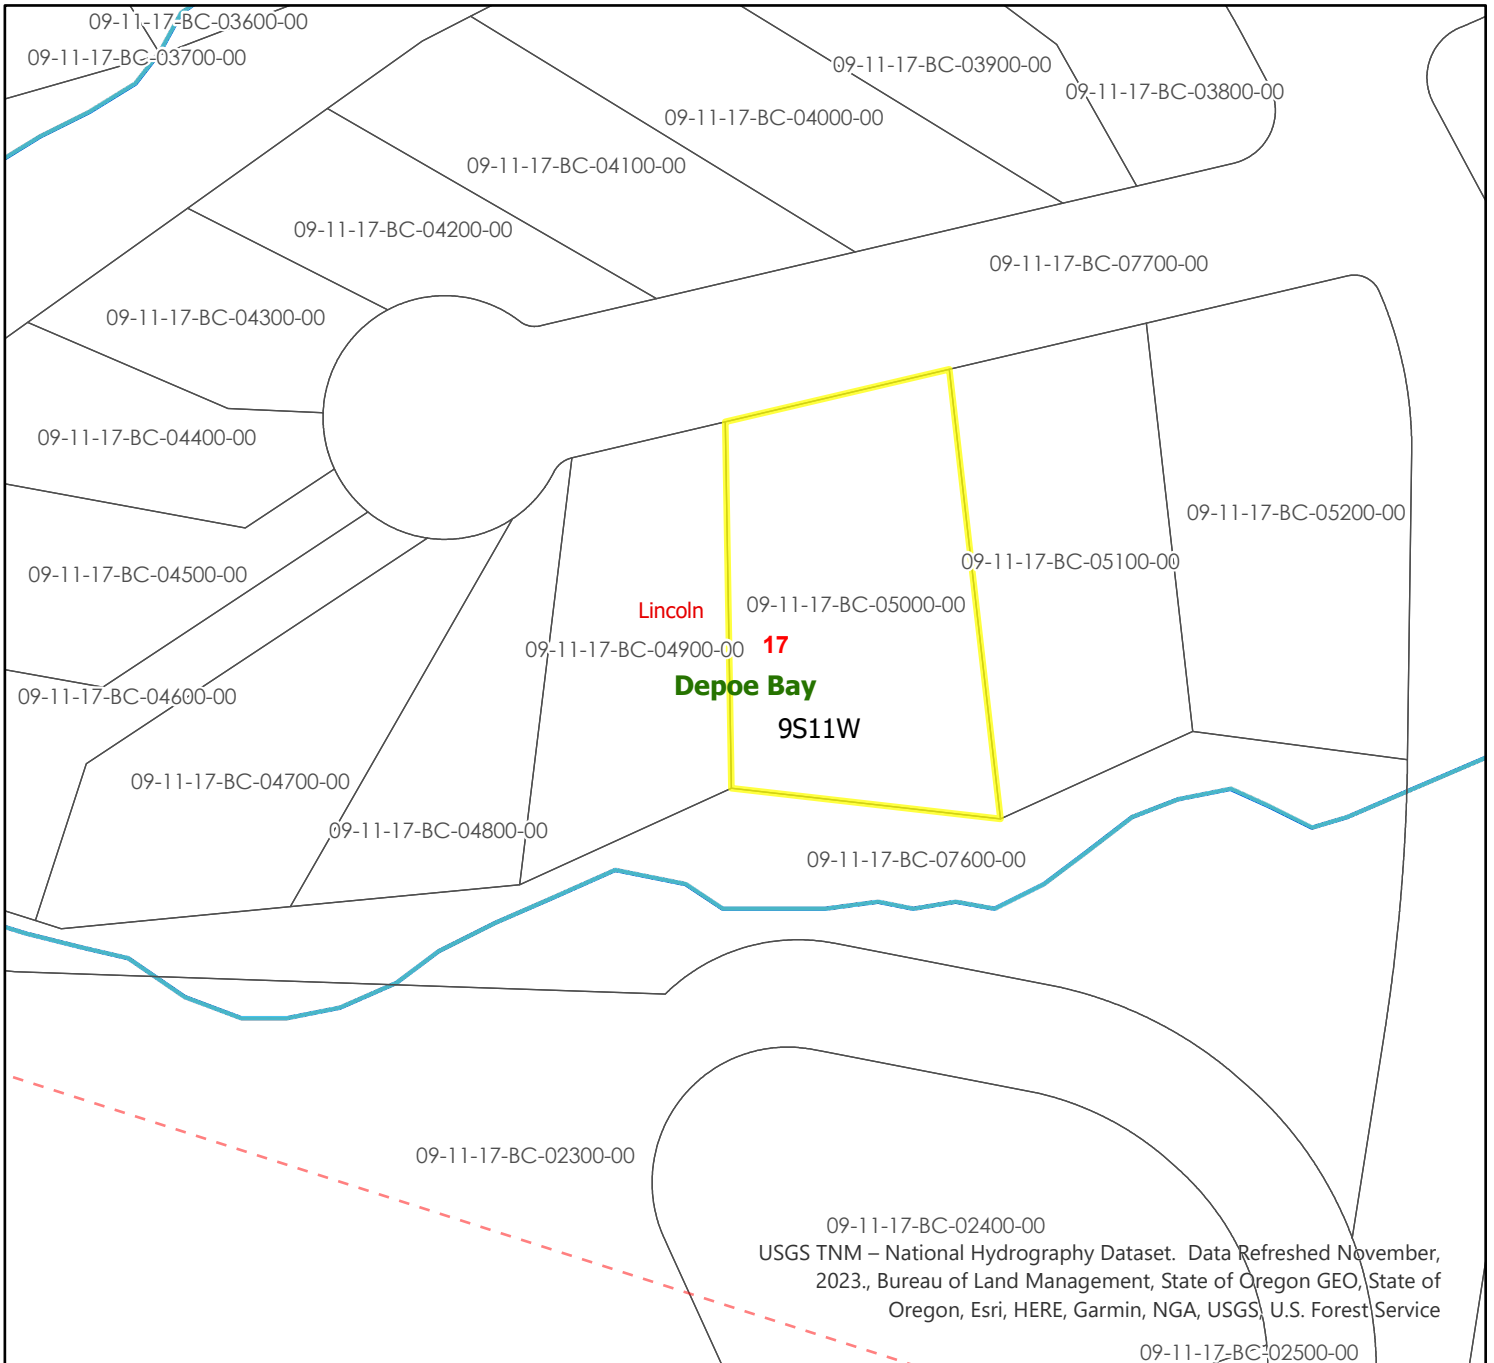 09-11-17-BC-03600-00
09-11-17-BC-03700-00
09-11-17-BC-03900-00
09-11-17-BC-03800-00
09-11-17-BC-04000-00
09-11-17-BC-04100-00
09-11-17-BC-04200-00
09-11-17-BC-07700-00
09-11-17-BC-04300-00
09-11-17-BC-04400-00
09-11-17-BC-05200-00
09-11-17-BC-05100-00
09-11-17-BC-04500-00
Lincoln
09-11-17-BC-05000-00
09-11-17-BC-04900-00
17
Depoe Bay
09-11-17-BC-04600-00
9S11W
09-11-17-BC-04700-00
09-11-17-BC-04800-00
09-11-17-BC-07600-00
09-11-17-BC-02300-00
09-11-17-BC-02400-00
USGS TNM – National Hydrography Dataset. Data Refreshed November,
2023., Bureau of Land Management, State of Oregon GEO, State of
Oregon, Esri, HERE, Garmin, NGA, USGS, U.S. Forest Service
09-11-17-BC-02500-00